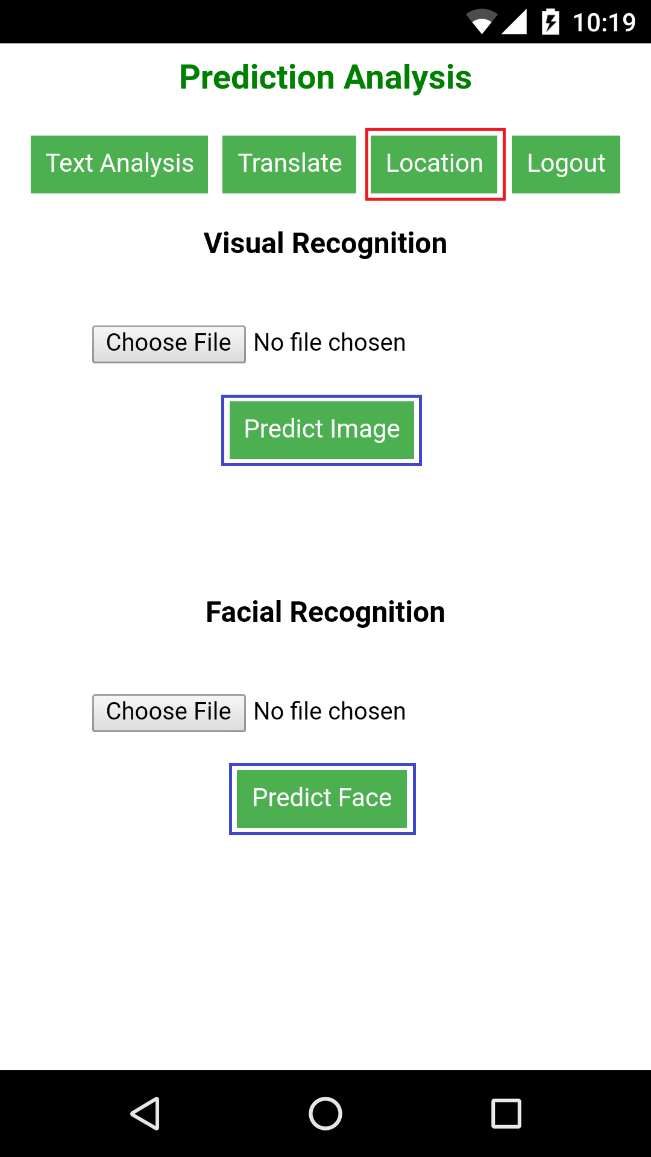 10:19
Prediction Analysis
Text Analysis Translate Location Logout
Visual Recognition
Choose File No file chosen
Predict Image
Facial Recognition
Choose File No file chosen
Predict Face